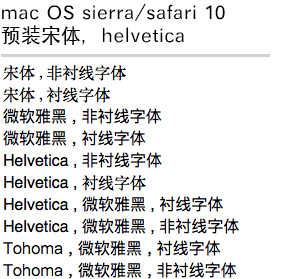 mac OS sierra/safari 10
预装宋体, helvetica
宋体 , 非衬线字体
宋体 , 衬线字体
微软雅黑 , 非衬线字体
微软雅黑 , 衬线字体
Helvetica , 非衬线字体
Helvetica , 衬线字体
Helvetica , 微软雅黑 , 衬线字体
Helvetica , 微软雅黑 , 非衬线字体
Tohoma , 微软雅黑 , 衬线字体
Tohoma , 微软雅黑 , 非衬线字体